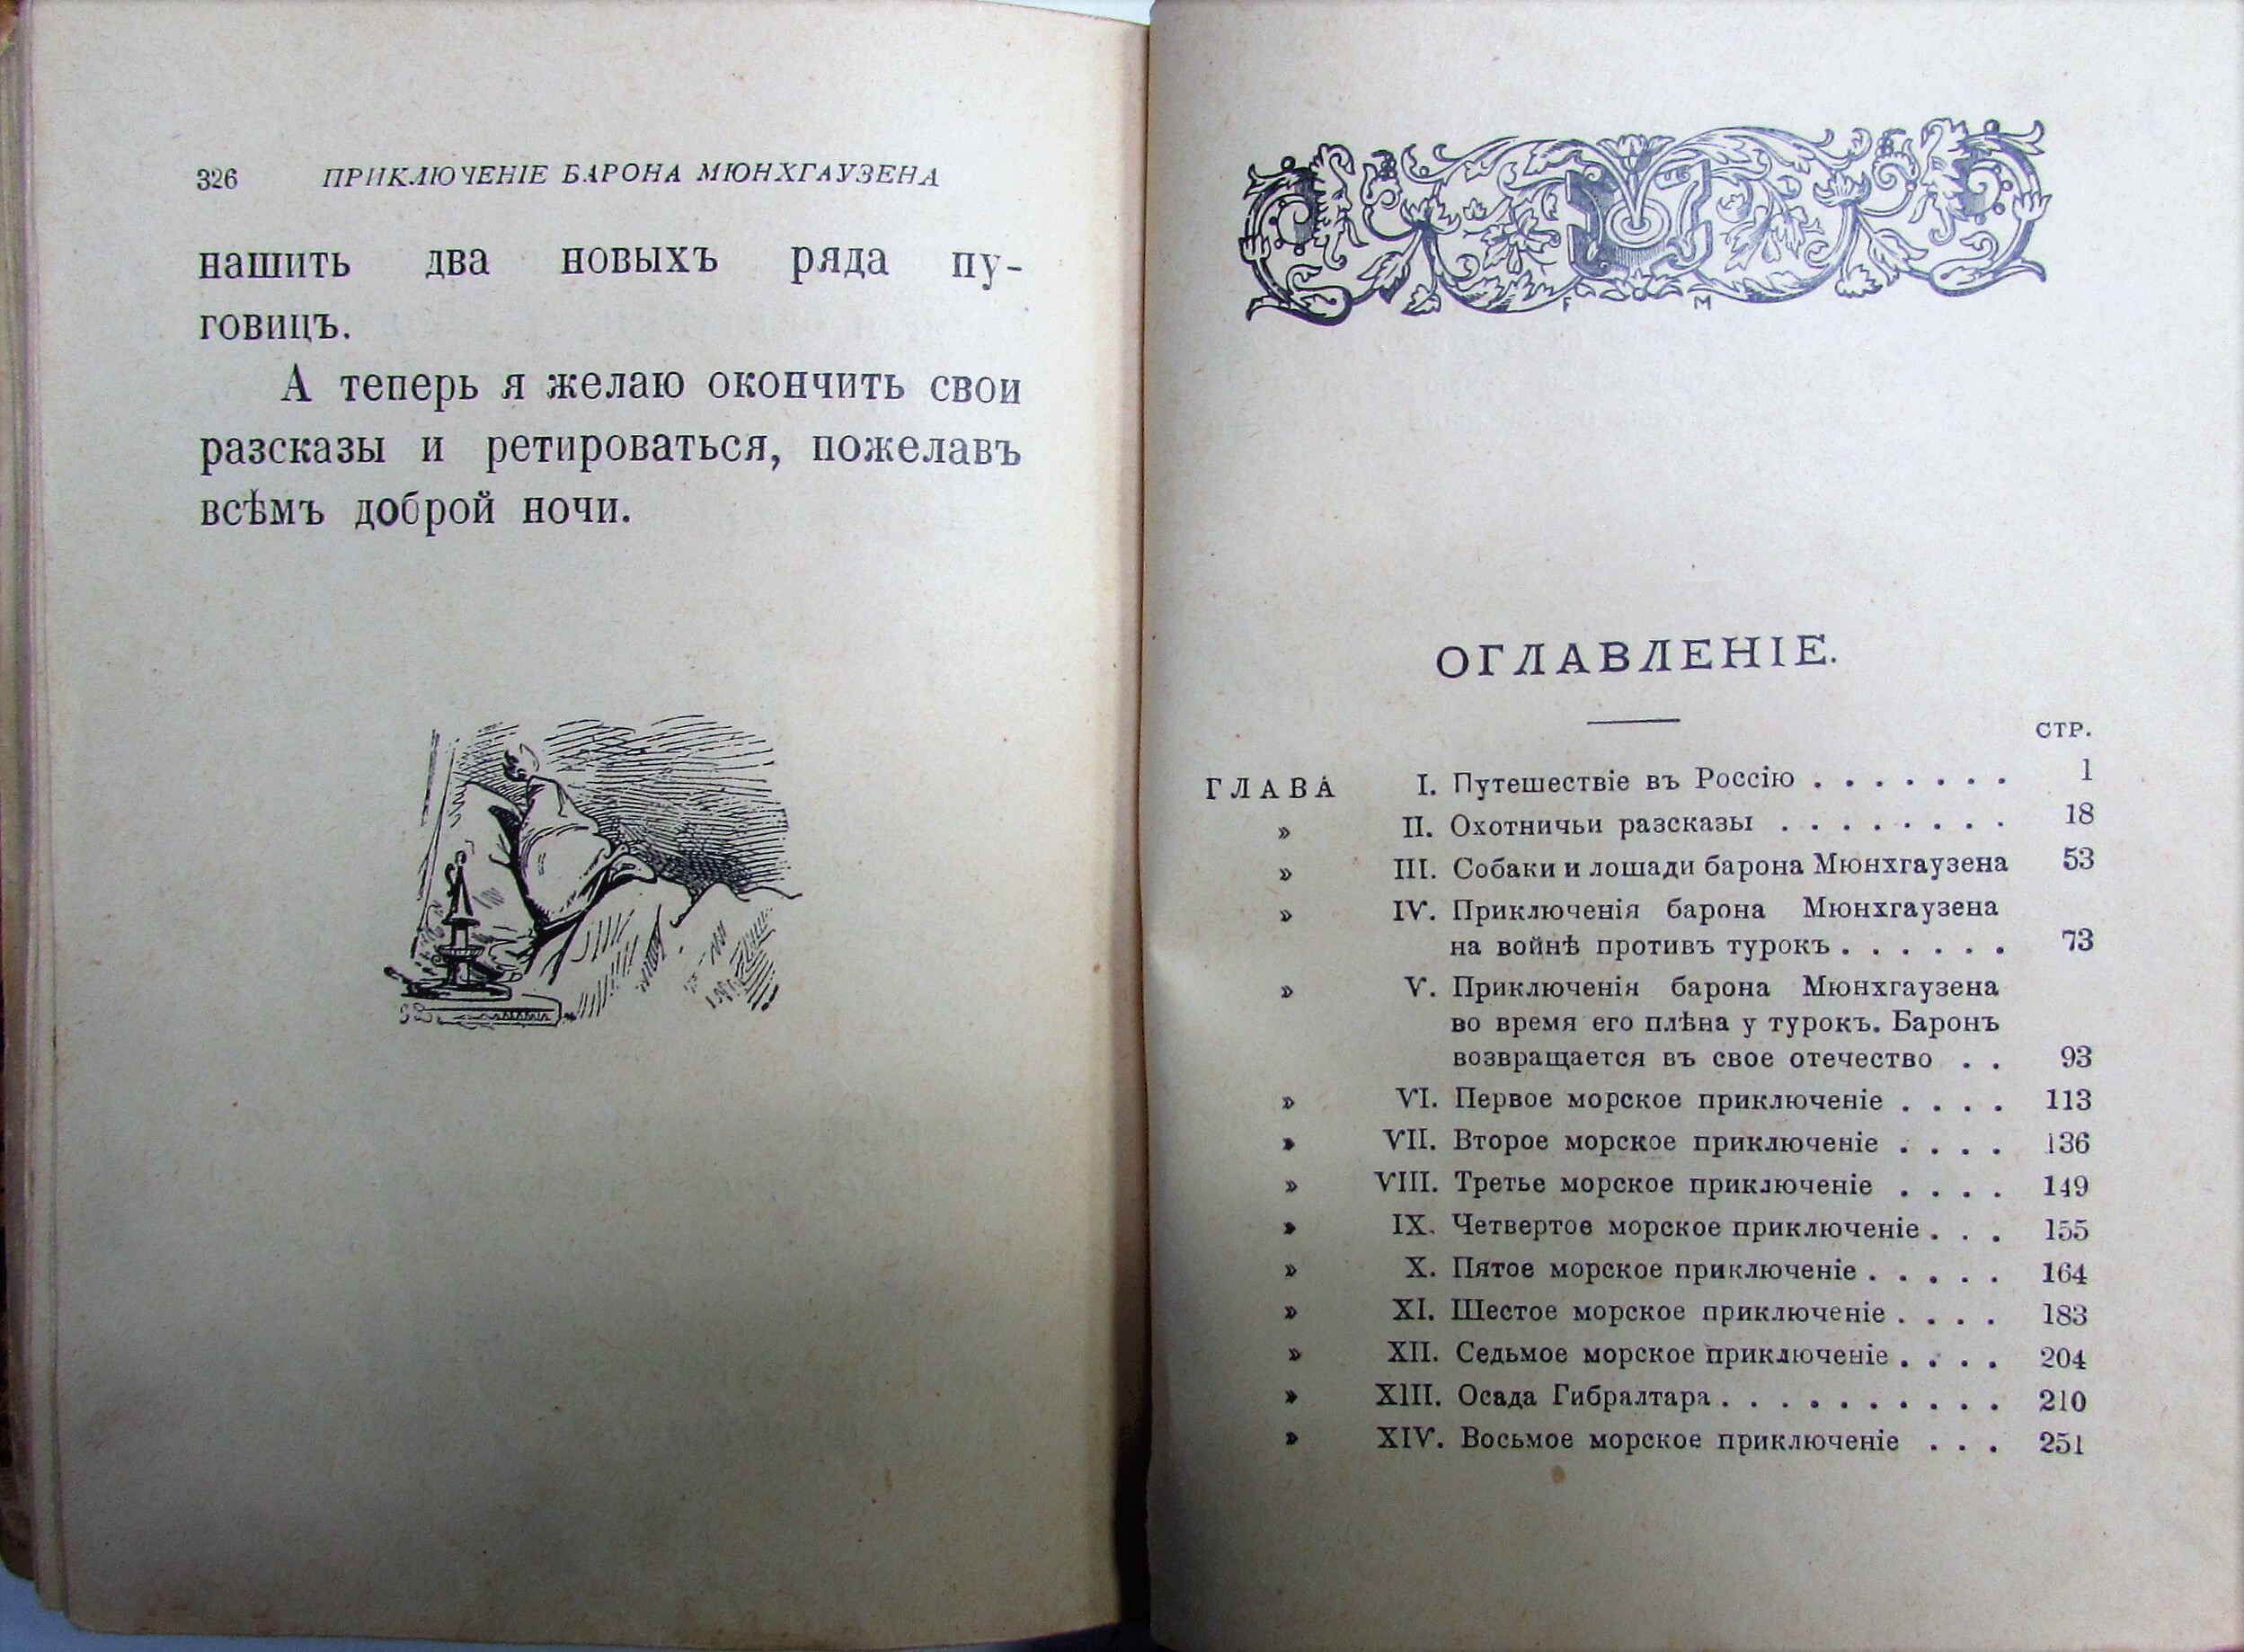 326 ПРИКЛЮЧЕНІЕ БАРОНА МЮНХГАУЗЕНА
нашить два новыхъ ряда пу-
говицъ.
А теперь я желаю окончить свои
разсказы и ретироваться, пожелавъ
всѣмъ доброй ночи.
F M
ОГЛАВЛЕНІЕ.
СТР.
ГЛАВА I. Путешествіе въ Россію . . . . . . . 1
» II. Охотничьи разсказы . . . . . . . . 18
» III. Собаки и лошади барона Мюнхгаузена 53
» IV. Приключенія барона Мюнхгаузена
на войнѣ противъ турокъ . . . . . . 73
» V. Приключенія барона Мюнхгаузена
во время его плѣна у турокъ. Баронъ
возвращается въ свое отечество . . 93
» VI. Первое морское приключеніе . . . . 113
» VII. Второе морское приключеніе . . . . 136
» VIII. Третье морское приключеніе . . . . 149
» IX. Четвертое морское приключеніе . . . 155
» X. Пятое морское приключеніе . . . . . 164
» XI. Шестое морское приключеніе . . . . 183
» XII. Седьмое морское приключеніе . . . . 204
» XIII. Осада Гибралтара . . . . . . . . . . 210
» XIV. Восьмое морское приключеніе . . . 251